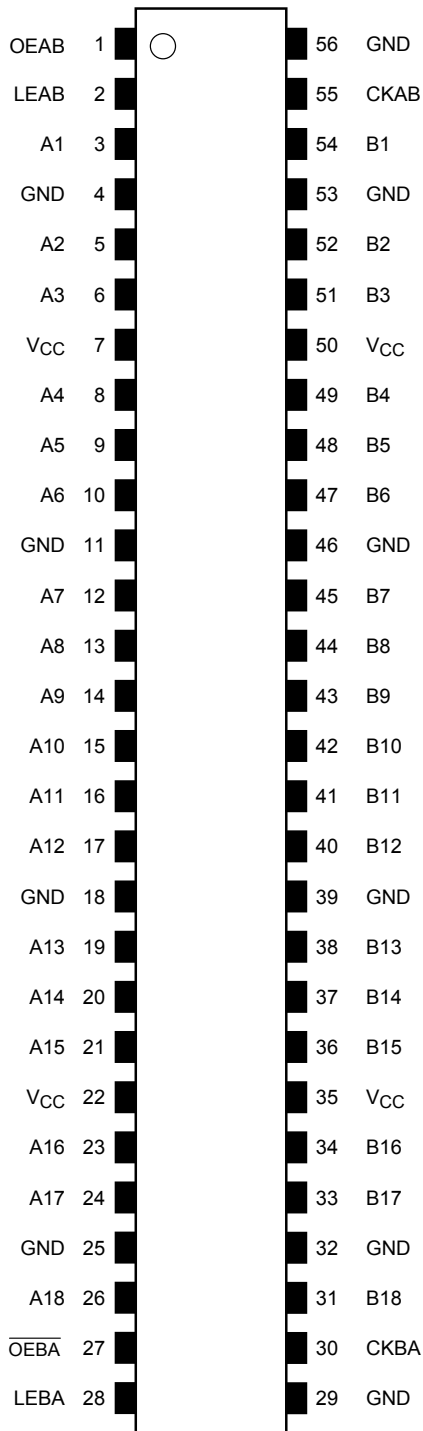 OEAB 1 56 GND
LEAB 2 55 CKAB
A1 3 54 B1
GND 4 53 GND
A2 5 52 B2
A3 6 51 B3
VCC 7 50 VCC
A4 8 49 B4
A5 9 48 B5
A6 10 47 B6
GND 11 46 GND
A7 12 45 B7
A8 13 44 B8
A9 14 43 B9
A10 15 42 B10
A11 16 41 B11
A12 17 40 B12
GND 18 39 GND
A13 19 38 B13
A14 20 37 B14
A15 21 36 B15
VCC 22 35 VCC
A16 23 34 B16
A17 24 33 B17
GND 25 32 GND
A18 26 31 B18
OEBA 27 30 CKBA
LEBA 28 29 GND